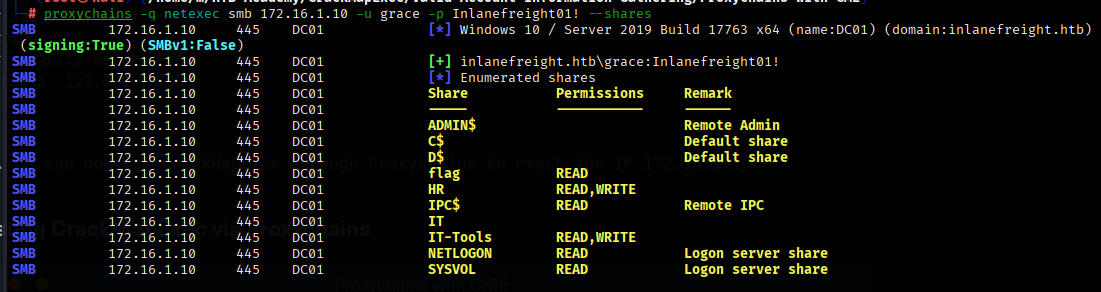 # proxychains -q netexec smb 172.16.1.10 -u grace -p Inlanefreight01! --shares
SMB 172.16.1.10 445 DC01 [*] Windows 10 / Server 2019 Build 17763 x64 (name:DC01) (domain:inlanefreight.htb)
(signing:True) (SMBv1:False)
SMB 172.16.1.10 445 DC01 [+] inlanefreight.htb\grace:Inlanefreight01!
SMB 172.16.1.10 445 DC01 [*] Enumerated shares
SMB 172.16.1.10 445 DC01 Share Permissions Remark
SMB 172.16.1.10 445 DC01 ----- ----------- ------
SMB 172.16.1.10 445 DC01 ADMIN$ Remote Admin
SMB 172.16.1.10 445 DC01 C$ Default share
SMB 172.16.1.10 445 DC01 D$ Default share
SMB 172.16.1.10 445 DC01 flag READ
SMB 172.16.1.10 445 DC01 HR READ,WRITE
SMB 172.16.1.10 445 DC01 IPC$ READ Remote IPC
SMB 172.16.1.10 445 DC01 IT
SMB 172.16.1.10 445 DC01 IT-Tools READ,WRITE
SMB 172.16.1.10 445 DC01 NETLOGON READ Logon server share
SMB 172.16.1.10 445 DC01 SYSVOL READ Logon server share
Proxychains with CME